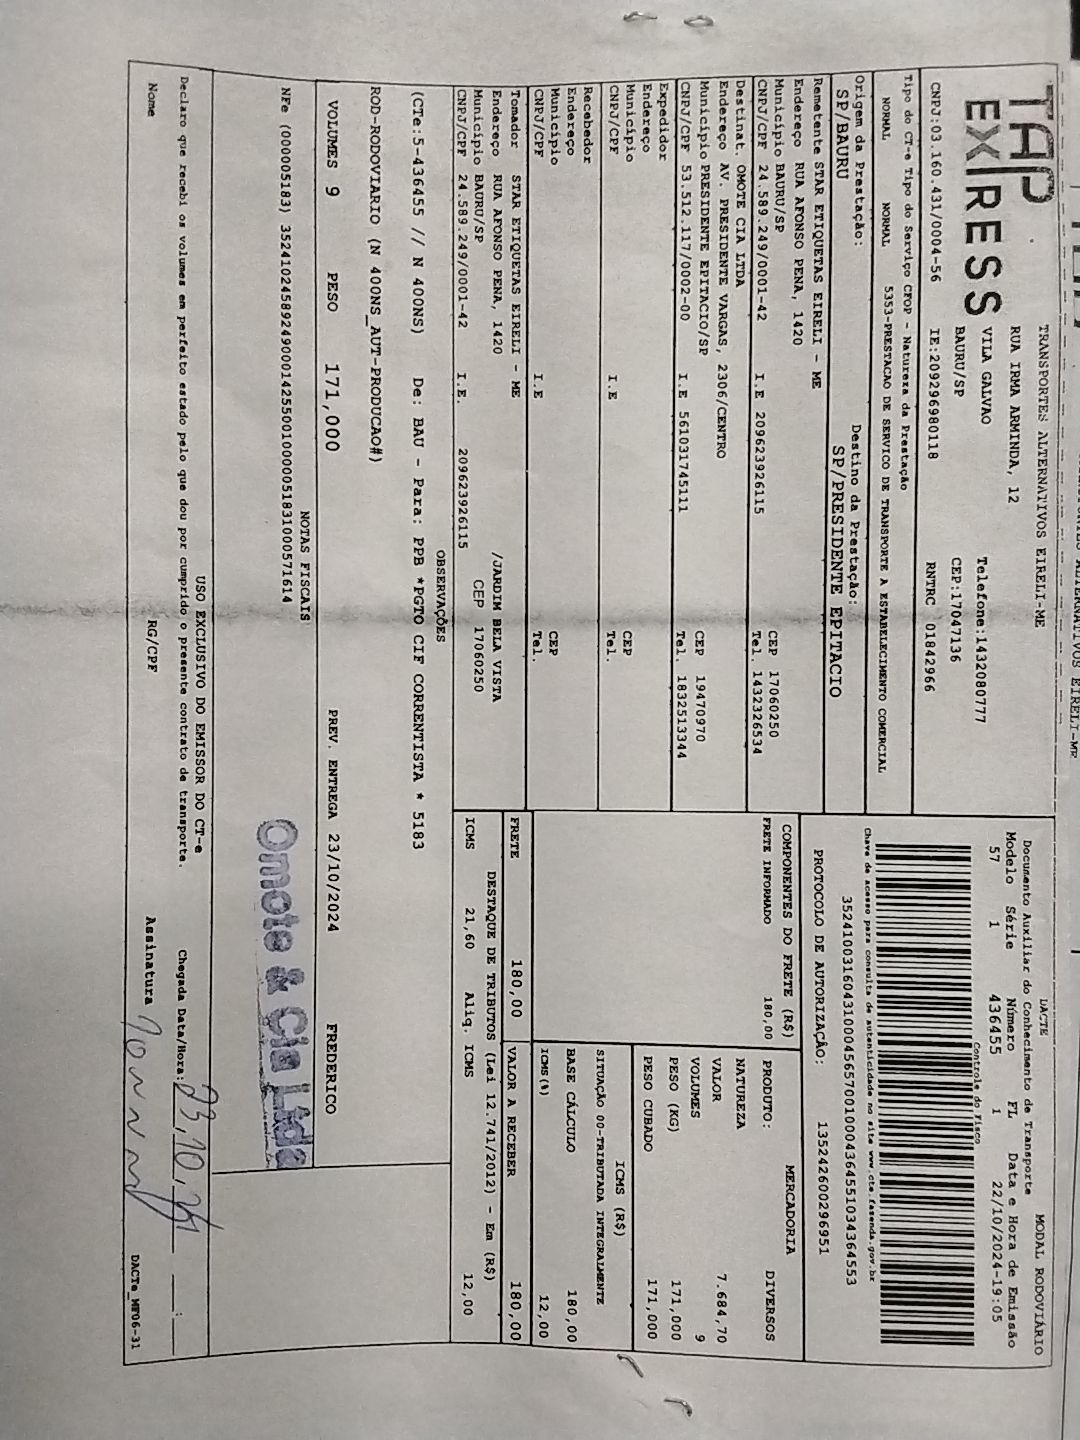 TAP
EXPRESS
TRANSPORTES ALTERNATIVOS EIRELI-ME
RUA IRMA ARMINDA, 12
VILA GALVAO
BAURU/SP
Telefone:1432080777
CEP:17047136
CNPJ:03.160.431/0004-56 IE:209296980118 RNTRC 01842966
DACTE
Documento Auxiliar do Conhecimento de Transporte
MODAL RODOVIÁRIO
Modelo Série Número FL Data e Hora de Emissão
57 1 436455 1 22/10/2024-19:05
Controle do Fisco
Chave de acesso para consulta de autenticidade no site www.cte.fazenda.gov.br
35241003160431000456570010004364551034364553
PROTOCOLO DE AUTORIZAÇÃO: 135242600296951
Tipo do CT-e Tipo do Serviço CFOP - Natureza da Prestação
NORMAL NORMAL 5353-PRESTACAO DE SERVICO DE TRANSPORTE A ESTABELECIMENTO COMERCIAL
Origem da Prestação: Destino da Prestação:
SP/BAURU SP/PRESIDENTE EPITACIO
Remetente STAR ETIQUETAS EIRELI - ME
Endereço RUA AFONSO PENA, 1420
Município BAURU/SP CEP 17060250
CNPJ/CPF 24.589.249/0001-42 I.E 209623926115 Tel. 1432326534
Destinat. OMOTE CIA LTDA
Endereço AV. PRESIDENTE VARGAS, 2306/CENTRO
Município PRESIDENTE EPITACIO/SP CEP 19470970
CNPJ/CPF 53.512.117/0002-00 I.E 561031745111 Tel. 1832513344
Expedidor
Endereço
Município CEP
CNPJ/CPF I.E Tel.
Recebedor
Endereço
Município CEP
CNPJ/CPF I.E Tel.
Tomador STAR ETIQUETAS EIRELI - ME
Endereço RUA AFONSO PENA, 1420 /JARDIM BELA VISTA
Município BAURU/SP CEP 17060250
CNPJ/CPF 24.589.249/0001-42 I.E. 209623926115
COMPONENTES DO FRETE (R$)
FRETE INFORMADO 180,00
MERCADORIA
PRODUTO: DIVERSOS
NATUREZA
VALOR 7.684,70
VOLUMES 9
PESO (KG) 171,000
PESO CUBADO 171,000
ICMS (R$)
SITUAÇÃO 00-TRIBUTADA INTEGRALMENTE
BASE CÁLCULO 180,00
ICMS(%) 12,00
FRETE 180,00 VALOR A RECEBER 180,00
DESTAQUE DE TRIBUTOS (Lei 12.741/2012) - Em (R$)
ICMS 21,60 Aliq. ICMS 12,00
OBSERVAÇÕES
(CTe:5-436455 // N 400NS) De: BAU - Para: PPB *PGTO CIF CORRENTISTA * 5183
ROD-RODOVIARIO (N 400NS_AUT-PRODUCAO#)
VOLUMES 9 PESO 171,000 PREV. ENTREGA 23/10/2024 FREDERICO
NOTAS FISCAIS
NFe (000005183) 35241024589249000142550010000051831000571614
Omote & Cia Ltda
USO EXCLUSIVO DO EMISSOR DO CT-e
Declaro que recebi os volumes em perfeito estado pelo que dou por cumprido o presente contrato de transporte. Chegada Data/Hora: 23,10,24 :
Nome RG/CPF Assinatura
DACTe_MF06-31